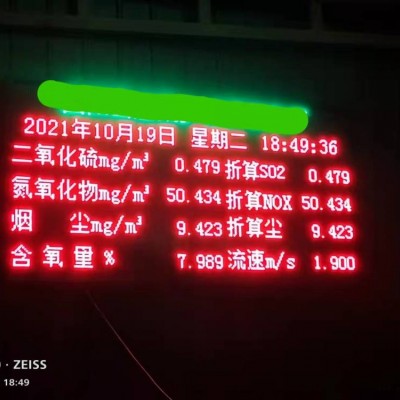 2021年10月19日 星期二 18:49:36
二氧化硫mg/m³ 0.479 折算SO2 0.479
氮氧化物mg/m³ 50.434 折算NOX 50.434
烟 尘mg/m³ 9.423 折算尘 9.423
含氧量% 7.989 流速m/s 1.900
· ZEISS
18:49